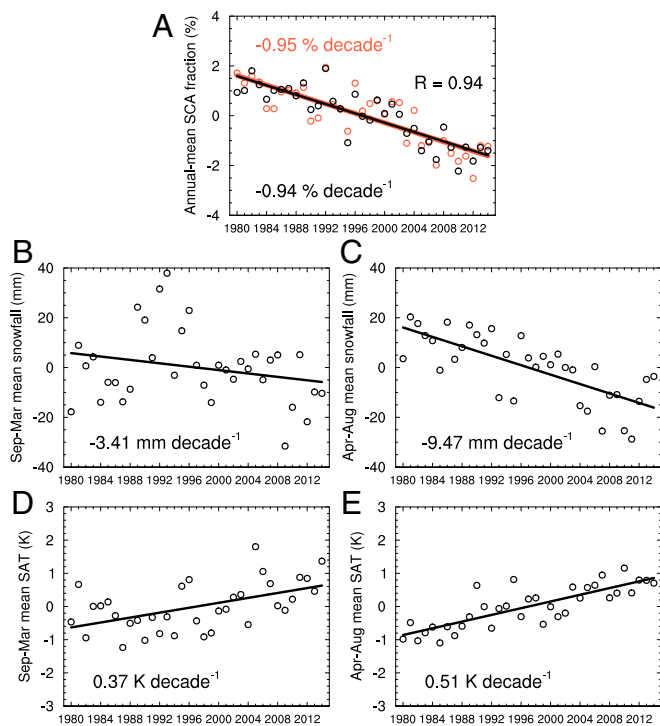 A
Annual-mean SCA fraction (%)
4
2
0
-2
-4
-0.95 % decade⁻¹
R = 0.94
-0.94 % decade⁻¹
1980 1984 1988 1992 1996 2000 2004 2008 2012
B
Sep-Mar mean snowfall (mm)
40
20
0
-20
-40
-3.41 mm decade⁻¹
1980 1984 1988 1992 1996 2000 2004 2008 2012
C
Apr-Aug mean snowfall (mm)
40
20
0
-20
-40
-9.47 mm decade⁻¹
1980 1984 1988 1992 1996 2000 2004 2008 2012
D
Sep-Mar mean SAT (K)
3
2
1
0
-1
-2
-3
0.37 K decade⁻¹
1980 1984 1988 1992 1996 2000 2004 2008 2012
E
Apr-Aug mean SAT (K)
3
2
1
0
-1
-2
-3
0.51 K decade⁻¹
1980 1984 1988 1992 1996 2000 2004 2008 2012